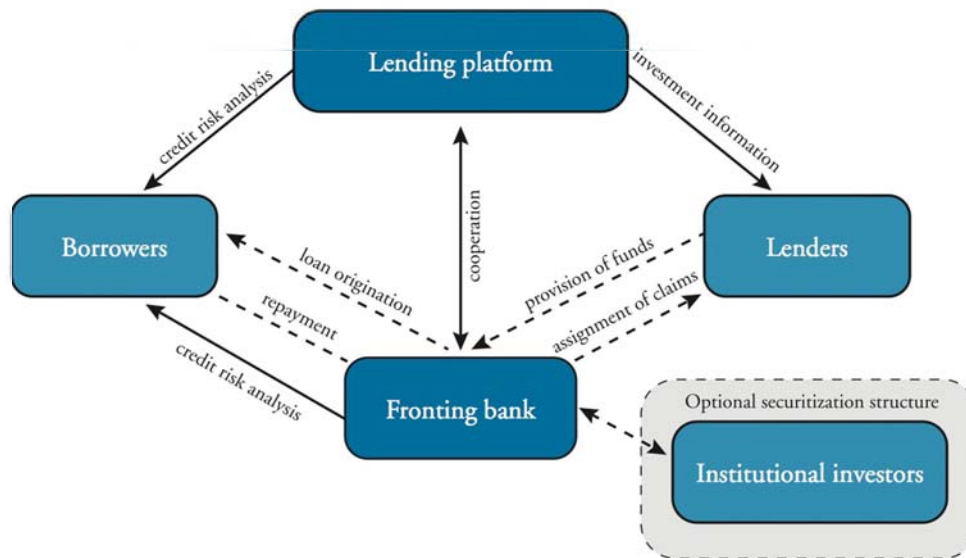 Lending platform
credit risk analysis
investment information
Borrowers
loan origination
cooperation
provision of funds
Lenders
repayment
assignment of claims
credit risk analysis
Fronting bank
Optional securitization structure
Institutional investors